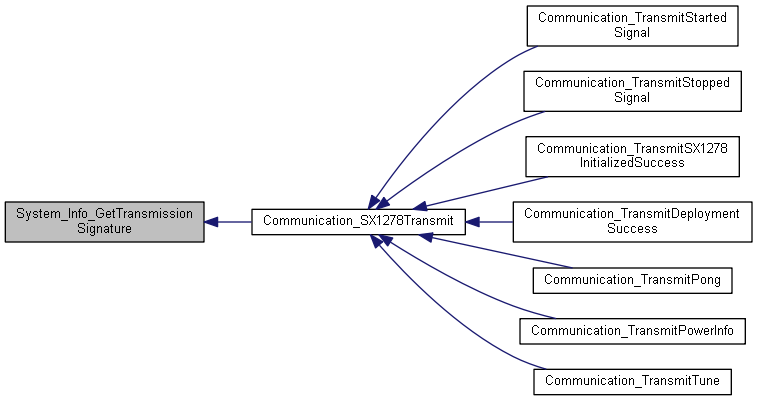 Communication_TransmitStarted
Signal
Communication_TransmitStopped
Signal
Communication_TransmitSX1278
InitializedSuccess
System_Info_GetTransmission
Signature
Communication_SX1278Transmit
Communication_TransmitDeployment
Success
Communication_TransmitPong
Communication_TransmitPowerInfo
Communication_TransmitTune